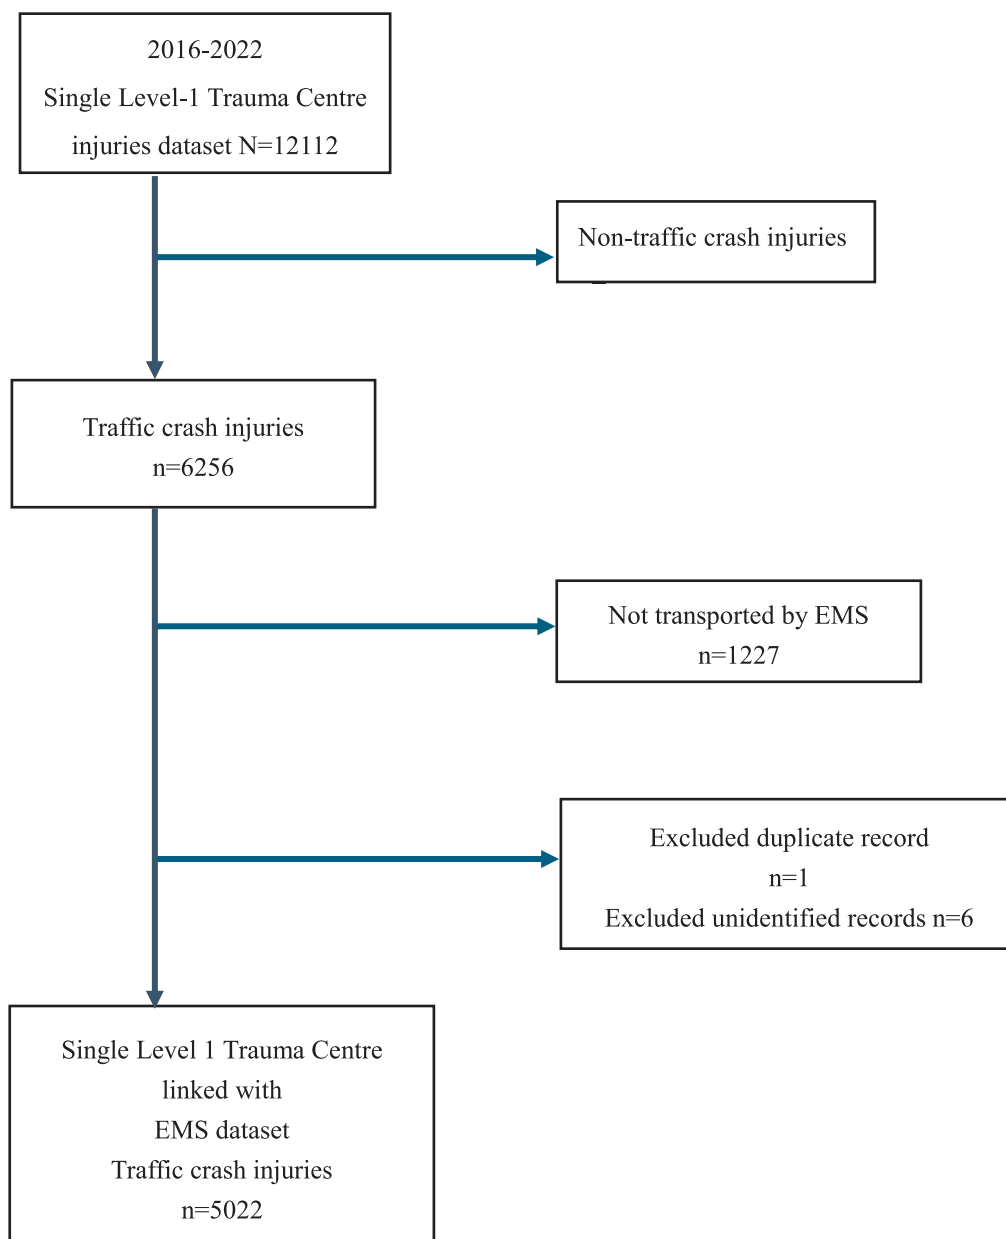 2016-2022
Single Level-1 Trauma Centre
injuries dataset N=12112
Non-traffic crash injuries
Traffic crash injuries
n=6256
Not transported by EMS
n=1227
Excluded duplicate record
n=1
Excluded unidentified records n=6
Single Level 1 Trauma Centre
linked with
EMS dataset
Traffic crash injuries
n=5022